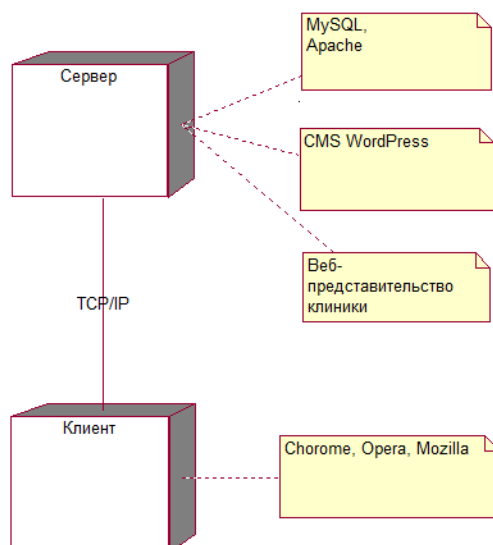 MySQL,
Apache
Сервер
CMS WordPress
Веб-
представительство
клиники
TCP/IP
Клиент
Chorome, Opera, Mozilla